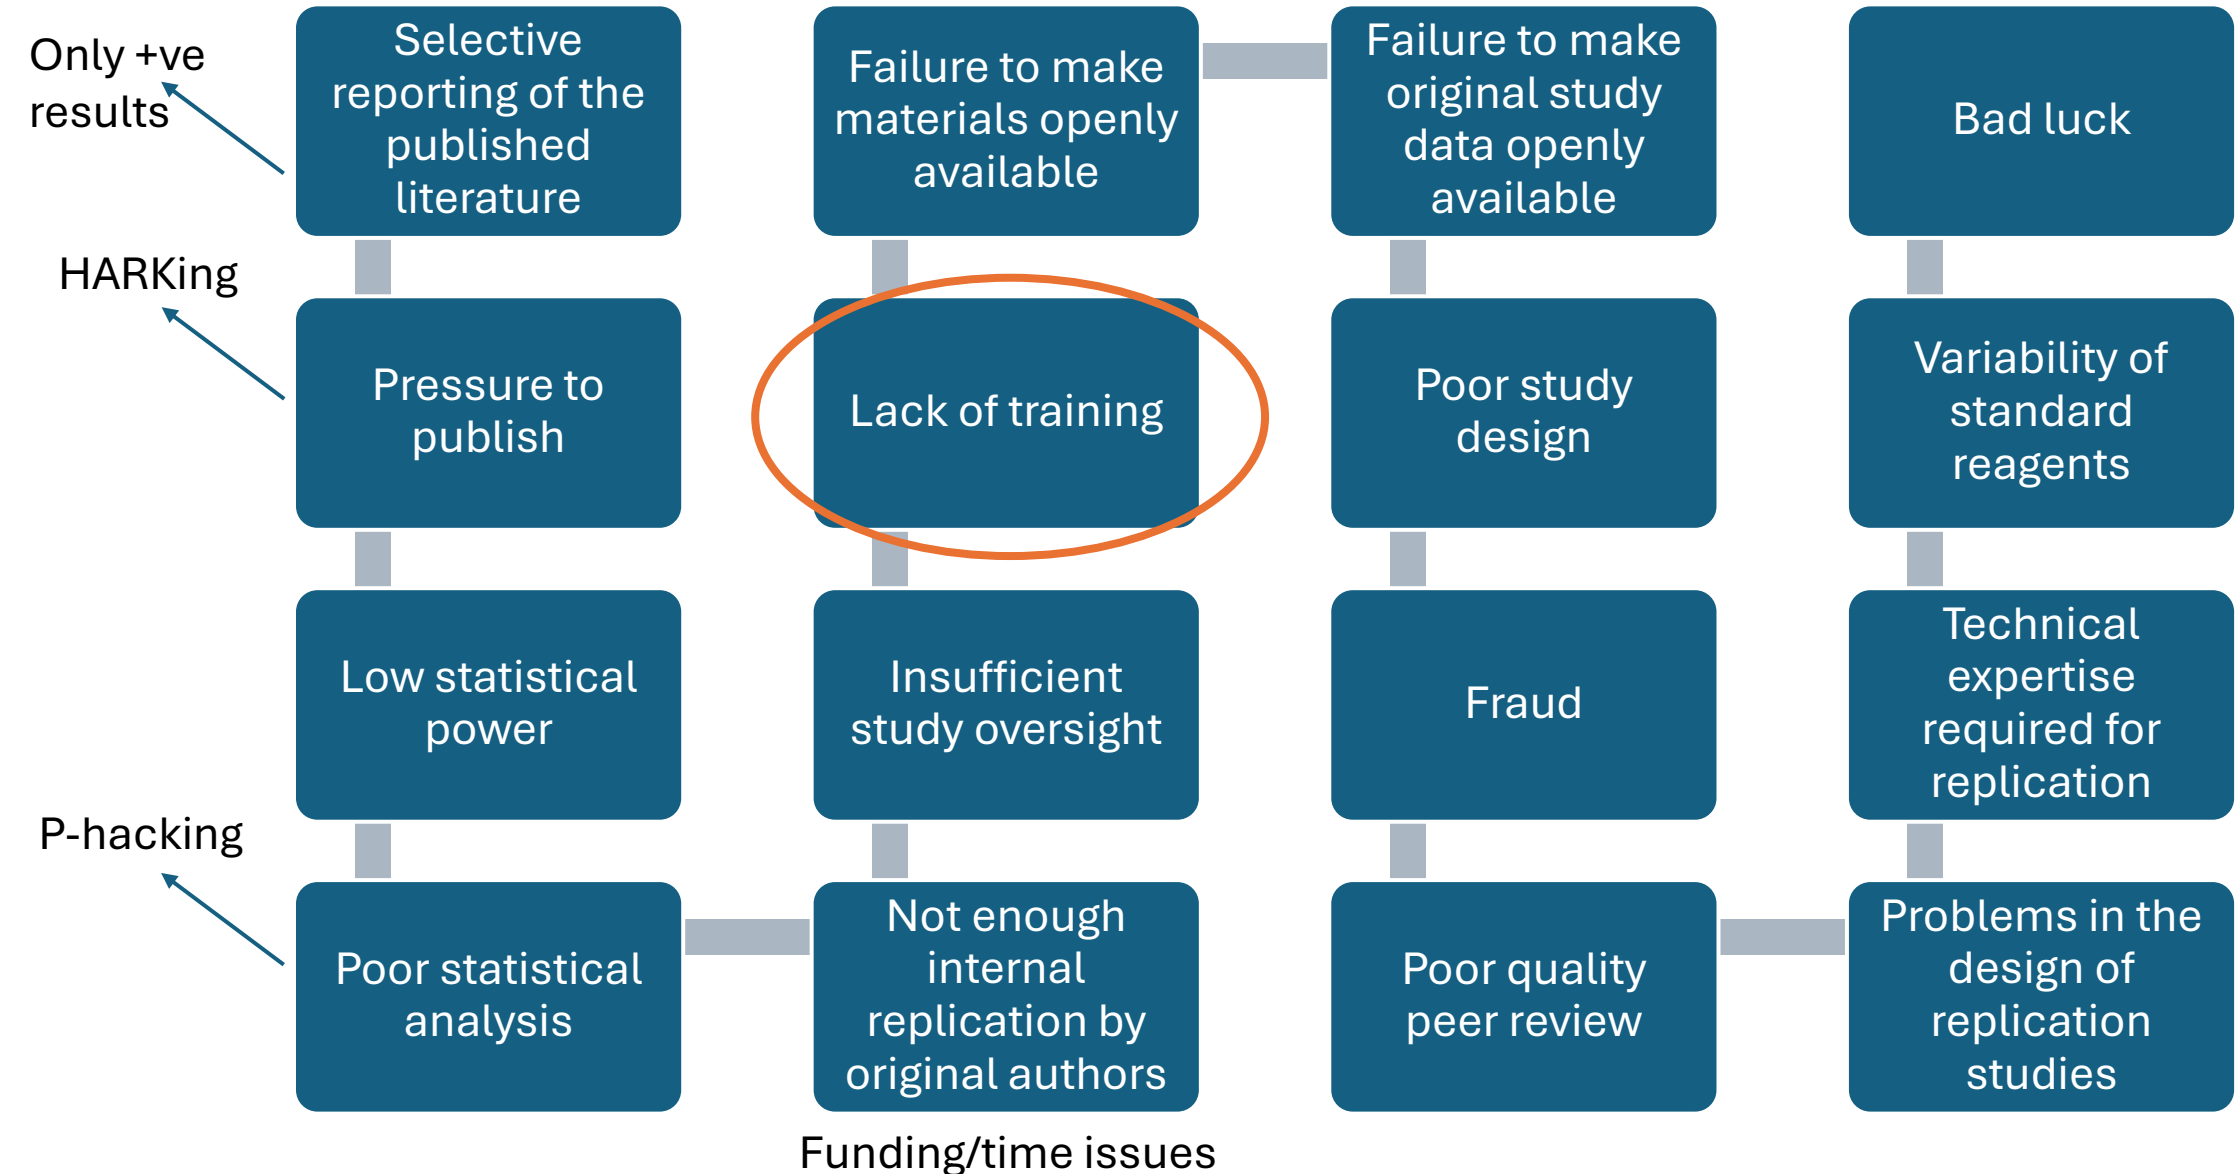 Only +ve
results
Selective
reporting of the
published
literature
HARKing
Pressure to
publish
Low statistical
power
P-hacking
Poor statistical
analysis
Not enough
internal
replication by
original authors
Funding/time issues
Insufficient
study oversight
Lack of training
Failure to make
materials openly
available
Failure to make
original study
data openly
available
Poor study
design
Fraud
Poor quality
peer review
Problems in the
design of
replication
studies
Technical
expertise
required for
replication
Variability of
standard
reagents
Bad luck